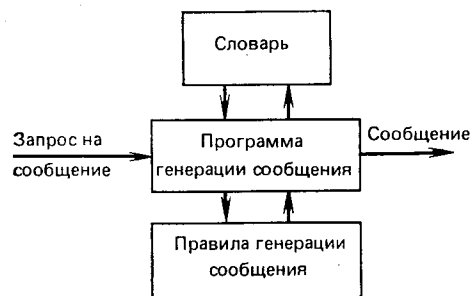 Словарь
Запрос на
сообщение
Программа
генерации сообщения
Сообщение
Правила генерации
сообщения